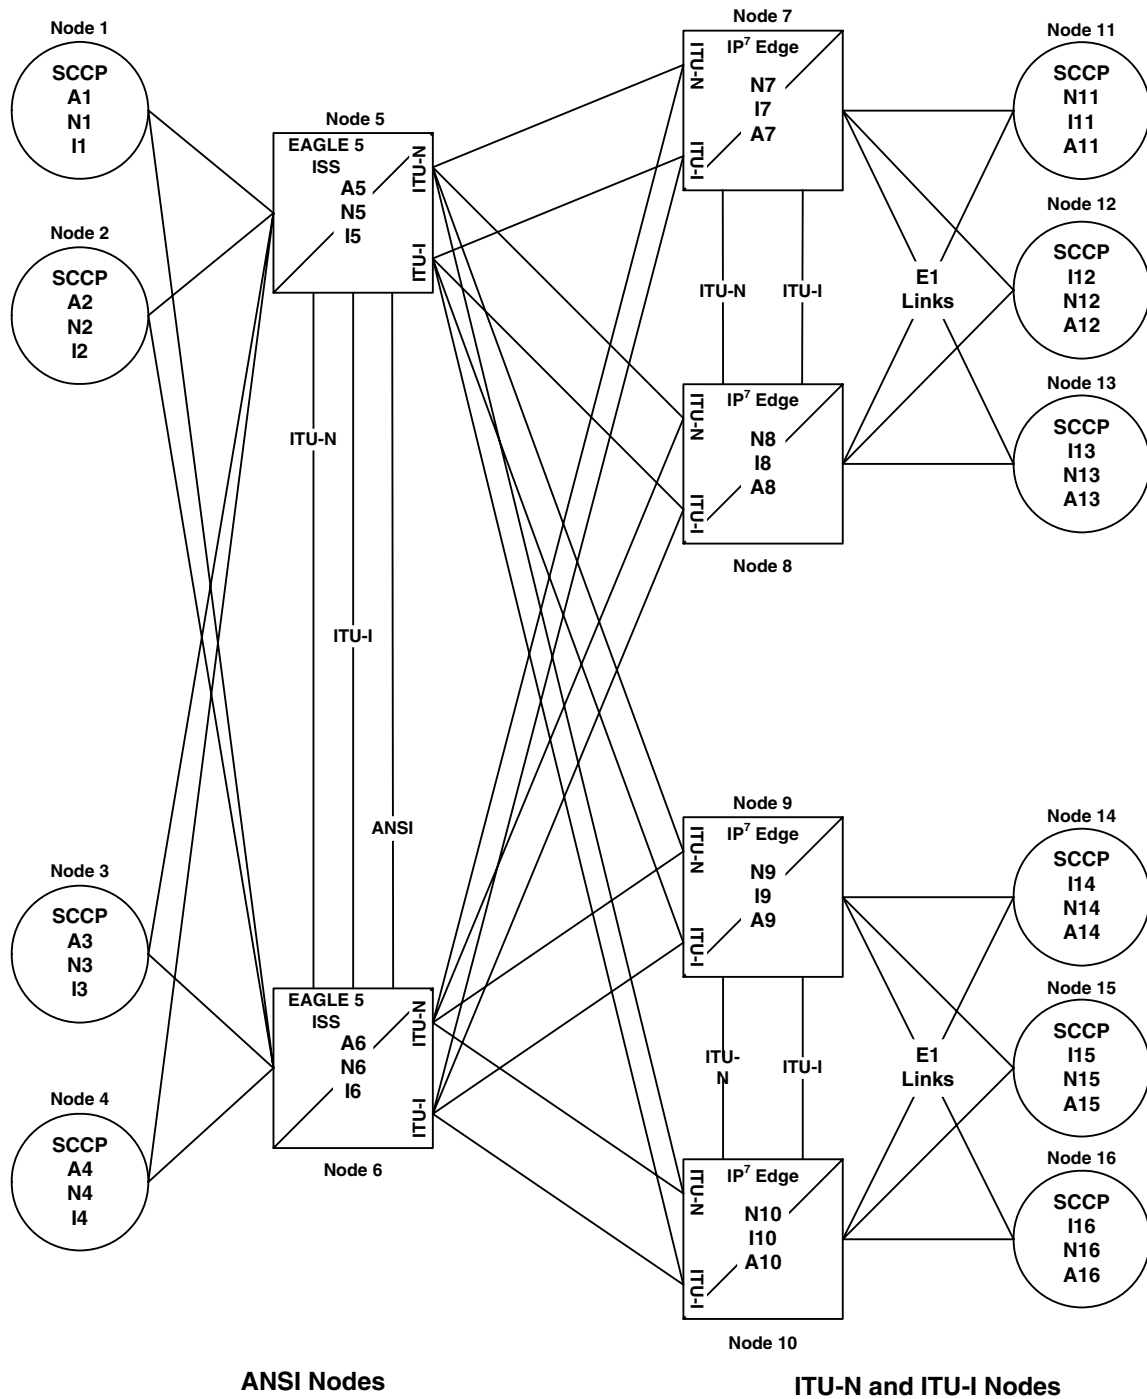 Node 1
SCCP
A1
N1
I1
Node 2
SCCP
A2
N2
I2
Node 3
SCCP
A3
N3
I3
Node 4
SCCP
A4
N4
I4
Node 5
EAGLE 5
ISS
A5
N5
I5
ITU-N
ITU-I
ITU-N
ITU-I
ANSI
EAGLE 5
ISS
A6
N6
I6
ITU-N
ITU-I
Node 6
Node 7
IP7 Edge
ITU-N
N7
I7
A7
ITU-I
ITU-N
ITU-I
IP7 Edge
ITU-N
N8
I8
A8
ITU-I
Node 8
Node 9
IP7 Edge
ITU-N
N9
I9
A9
ITU-I
ITU-
N
ITU-I
IP7 Edge
ITU-N
N10
I10
A10
ITU-I
Node 10
Node 11
SCCP
N11
I11
A11
Node 12
SCCP
I12
N12
A12
E1
Links
Node 13
SCCP
I13
N13
A13
Node 14
SCCP
I14
N14
A14
Node 15
SCCP
I15
N15
A15
E1
Links
Node 16
SCCP
I16
N16
A16
ANSI Nodes
ITU-N and ITU-I Nodes